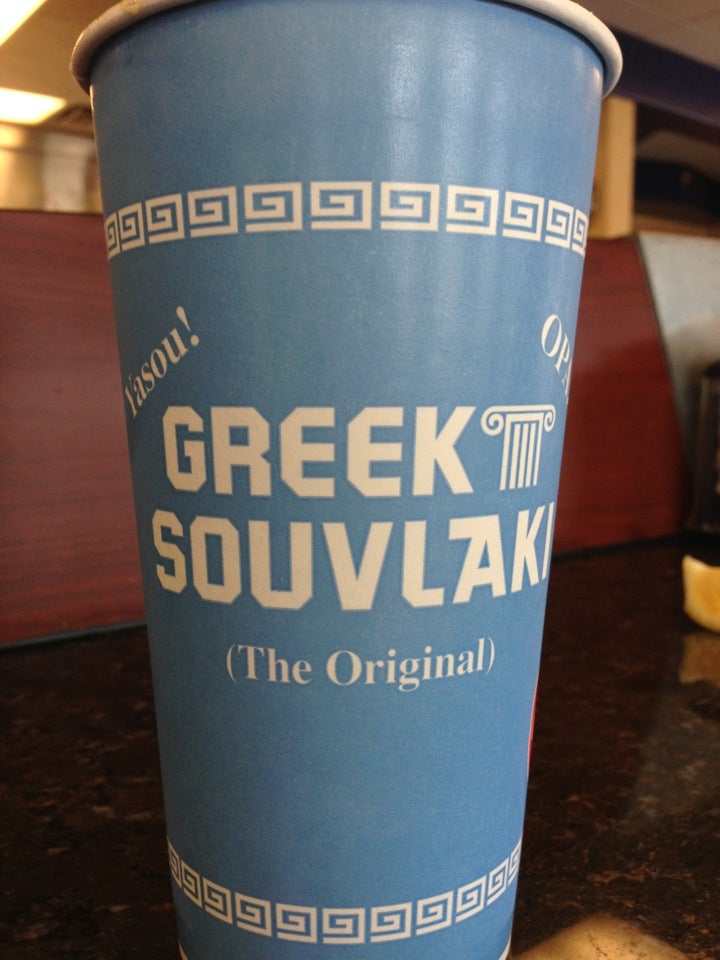 Yasou!
GREEK
SOUVLAKI
(The Original)